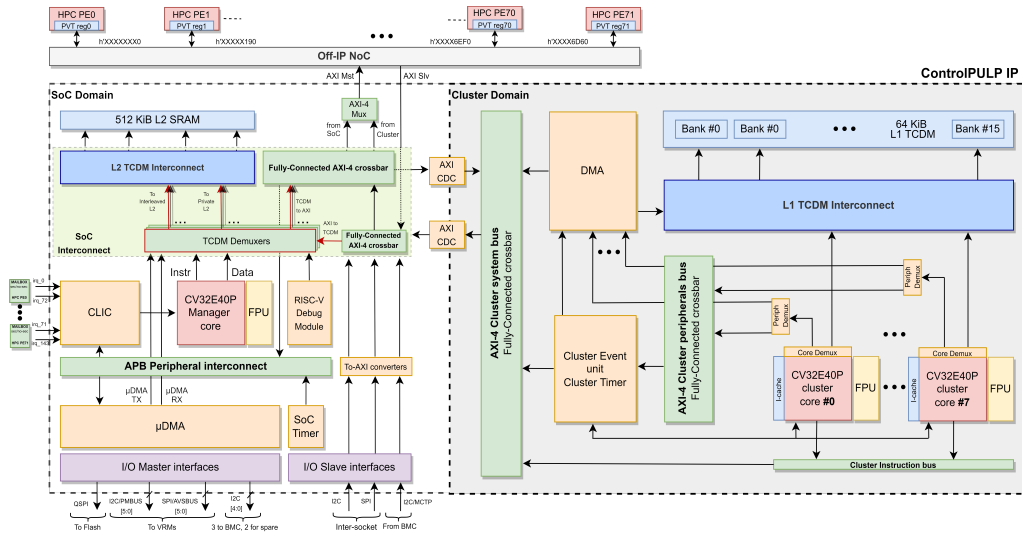 HPC PE0
PVT reg0
HPC PE1
PVT reg1
HPC PE70
PVT reg70
HPC PE71
PVT reg71
h'XXXXXXX0
h'XXXXX190
h'XXXX6EF0
h'XXXX6D60
Off-IP NoC
AXI Mst
AXI Slv
ControlPULP IP
SoC Domain
Cluster Domain
AXI-4
Mux
from
SoC
from
Cluster
512 KiB L2 SRAM
L2 TCDM Interconnect
Fully-Connected AXI-4 crossbar
To
Interleaved
L2
To
Private
L2
TCDM
to AXI
AXI to
TCDM
SoC
Interconnect
TCDM Demuxers
Fully-Connected
AXI-4 crossbar
AXI
CDC
AXI
CDC
Instr
Data
MAILBOX
HPC PE0
irq_0
irq_72
MAILBOX
HPC PE71
irq_71
irq_143
CLIC
CV32E40P
Manager
core
FPU
RISC-V
Debug
Module
APB Peripheral interconnect
To-AXI converters
µDMA
TX
µDMA
RX
µDMA
SoC
Timer
I/O Master interfaces
I/O Slave interfaces
QSPI
I2C/PMBUS
[5:0]
SPI/AVSBUS
[5:0]
I2C
[4:0]
I2C
SPI
I2C/MCTP
To Flash
To VRMs
3 to BMC, 2 for spare
Inter-socket
From BMC
AXI-4 Cluster system bus
Fully-Connected crossbar
DMA
64 KiB
L1 TCDM
Bank #0
Bank #0
Bank #15
L1 TCDM Interconnect
AXI-4 Cluster peripherals bus
Fully-Connected crossbar
Cluster Event
unit
Cluster Timer
Periph
Demux
Periph
Demux
Core Demux
I-cache
CV32E40P
cluster
core #0
FPU
Core Demux
I-cache
CV32E40P
cluster
core #7
FPU
Cluster Instruction bus